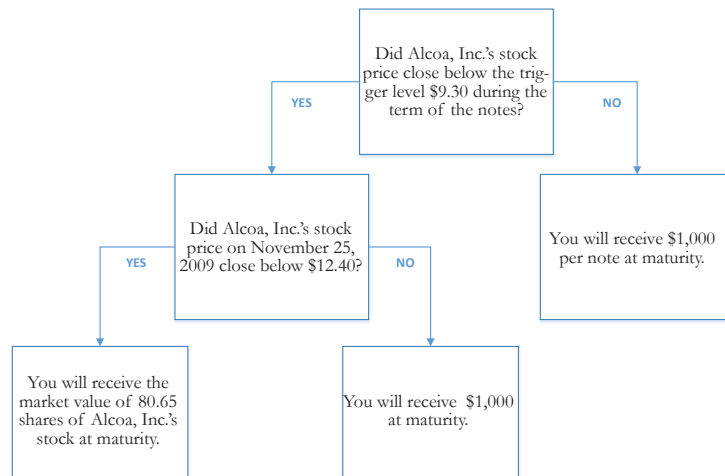 Did Alcoa, Inc.'s stock
price close below the trig-
ger level $9.30 during the
term of the notes?
YES
NO
Did Alcoa, Inc.'s stock
price on November 25,
2009 close below $12.40?
You will receive $1,000
per note at maturity.
YES
NO
You will receive the
market value of 80.65
shares of Alcoa, Inc.'s
stock at maturity.
You will receive $1,000
at maturity.